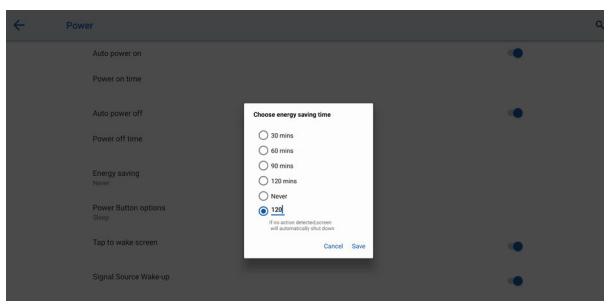 Power
Auto power on
Power on time
Auto power off
Power off time
Energy saving
Never
Power Button options
Sleep
Tap to wake screen
Signal Source Wake-up
Choose energy saving time
30 mins
60 mins
90 mins
120 mins
Never
120
If no action detected,screen
will automatically shut down
Cancel Save